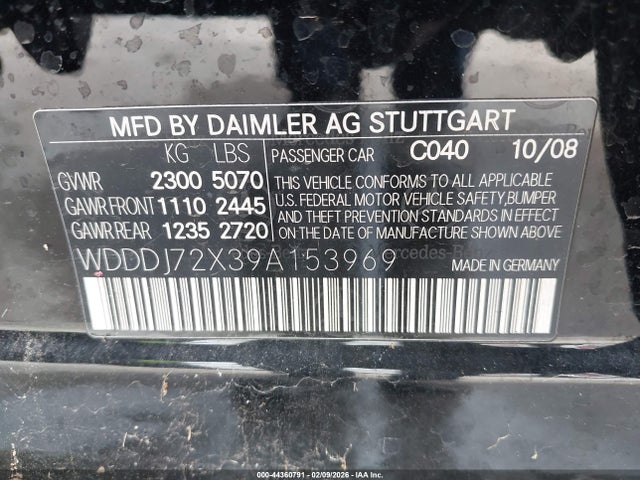 MFD BY DAIMLER AG STUTTGART
KG LBS PASSENGER CAR C040 10/08
GVWR 2300 5070
GAWR FRONT 1110 2445
GAWR REAR 1235 2720
THIS VEHICLE CONFORMS TO ALL APPLICABLE
U.S. FEDERAL MOTOR VEHICLE SAFETY,BUMPER
AND THEFT PREVENTION STANDARDS IN EFFECT
ON THE DATE OF MANUFACTURE SHOWN ABOVE.
WDDDJ72X39A153969
MADE IN GERMANY
000-44360791 - 02/09/2026 - IAA INC.